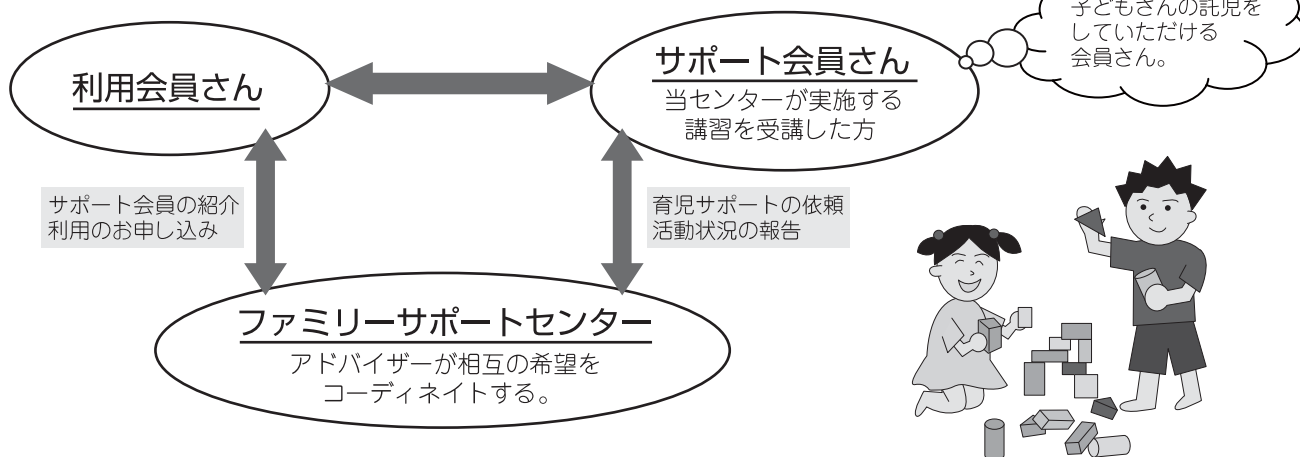 子どもさんの託児を
していただける
会員さん。
利用会員さん
サポート会員さん
当センターが実施する
講習を受講した方
サポート会員の紹介
利用のお申し込み
育児サポートの依頼
活動状況の報告
ファミリーサポートセンター
アドバイザーが相互の希望を
コーディネイトする。